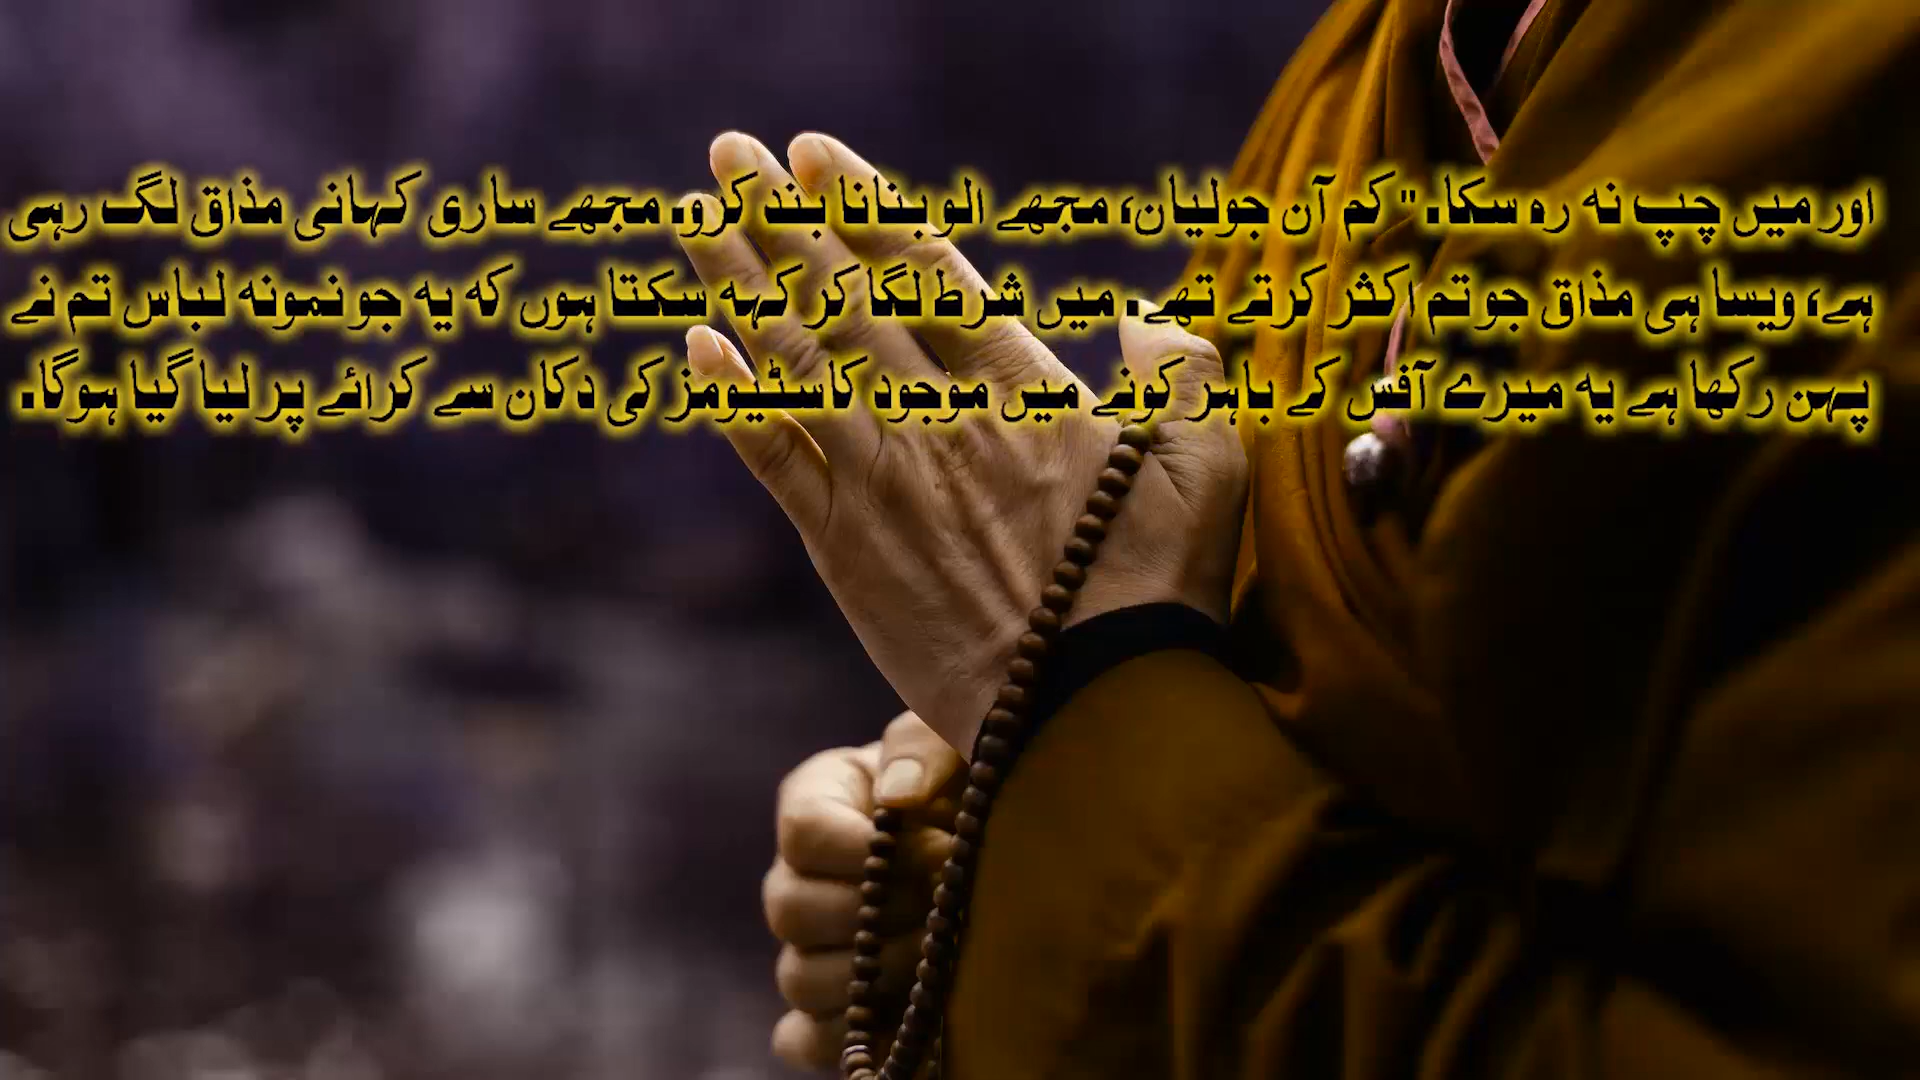 اور میں چپ نہ رہ سکا۔ " کم آن جولیان، مجھے الو بنانا بند کرو۔ مجھے ساری کہانی مذاق لگ رہی
ہے، ویسا ہی مذاق جو تم اکثر کرتے تھے۔ میں شرط لگا کر کہہ سکتا ہوں کہ یہ جو نمونہ لباس تم نے
پہن رکھا ہے یہ میرے آفس کے باہر کونے میں موجود کاسٹیومز کی دکان سے کرائے پر لیا گیا ہوگا۔